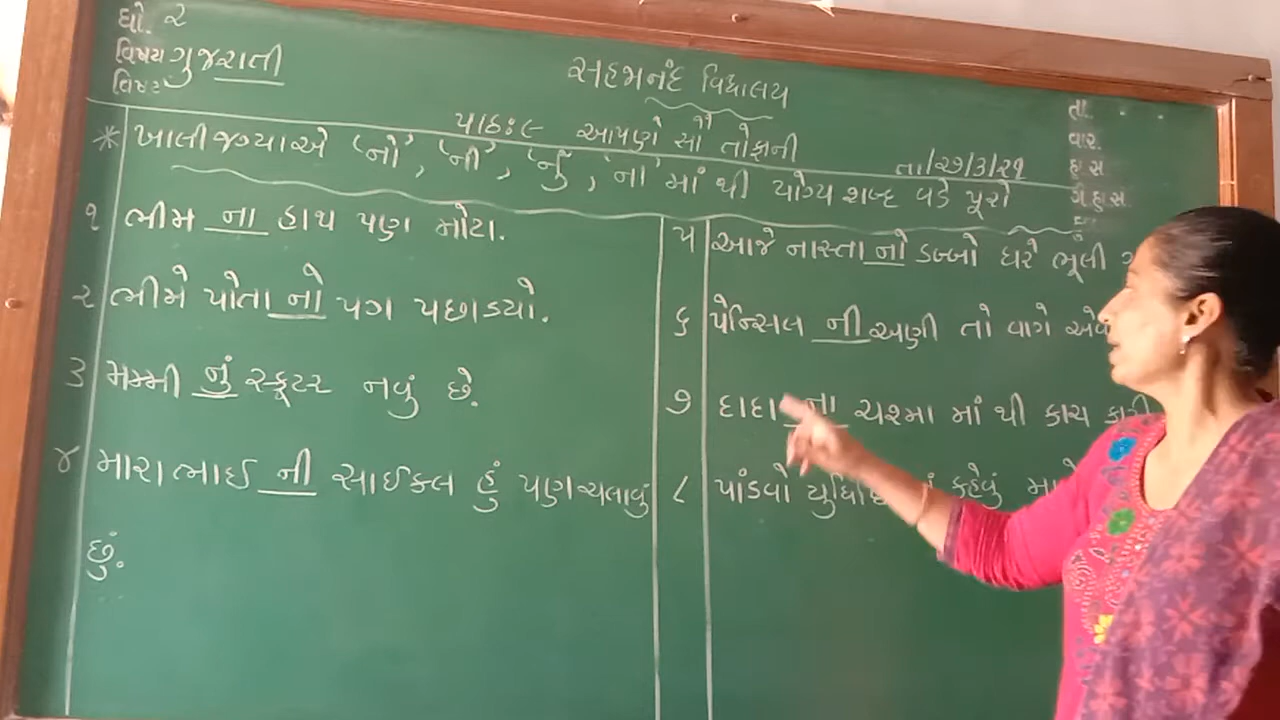 ધો. ૨
વિષય ગુજરાતી
સહજાનંદ વિદ્યાલય
પાઠ:૯ આપણે સૌ તોફાની
તા/૨૭/૩/૨૧
તા.
વાર.
હા સ
ગે હા સ
* ખાલી જગ્યાએ 'નો', 'ની', 'નું', 'ના' માં થી યોગ્ય શબ્દ વડે પૂરો
૧ ભીમ ના હાથ પણ મોટા.
૨ ભીમે પોતા નો પગ પછાડયો.
૩ મમ્મી નું સ્કૂટર નવું છે.
૪ મારા ભાઈ ની સાઈકલ હું પણ ચલાવું
છું.
૫ આજે નાસ્તા નો ડબ્બો ઘરે ભૂલી
૬ પેન્સિલ ની અણી તો વાગે
૭ દાદા ના ચશ્મા માં થી કાચ
૮ પાંડવો કહેવું